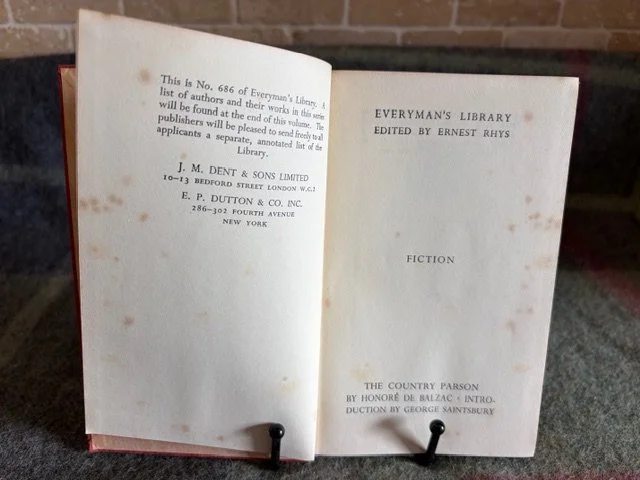 This is No. 686 of Everyman's Library. A
list of authors and their works in this series
will be found at the end of this volume. The
publishers will be pleased to send freely to all
applicants a separate, annotated list of the
Library.
J. M. DENT & SONS LIMITED
10–13 BEDFORD STREET LONDON W.C.2
E. P. DUTTON & CO. INC.
286–302 FOURTH AVENUE
NEW YORK
EVERYMAN'S LIBRARY
EDITED BY ERNEST RHYS
FICTION
THE COUNTRY PARSON
BY HONORÉ DE BALZAC · INTRO-
DUCTION BY GEORGE SAINTSBURY